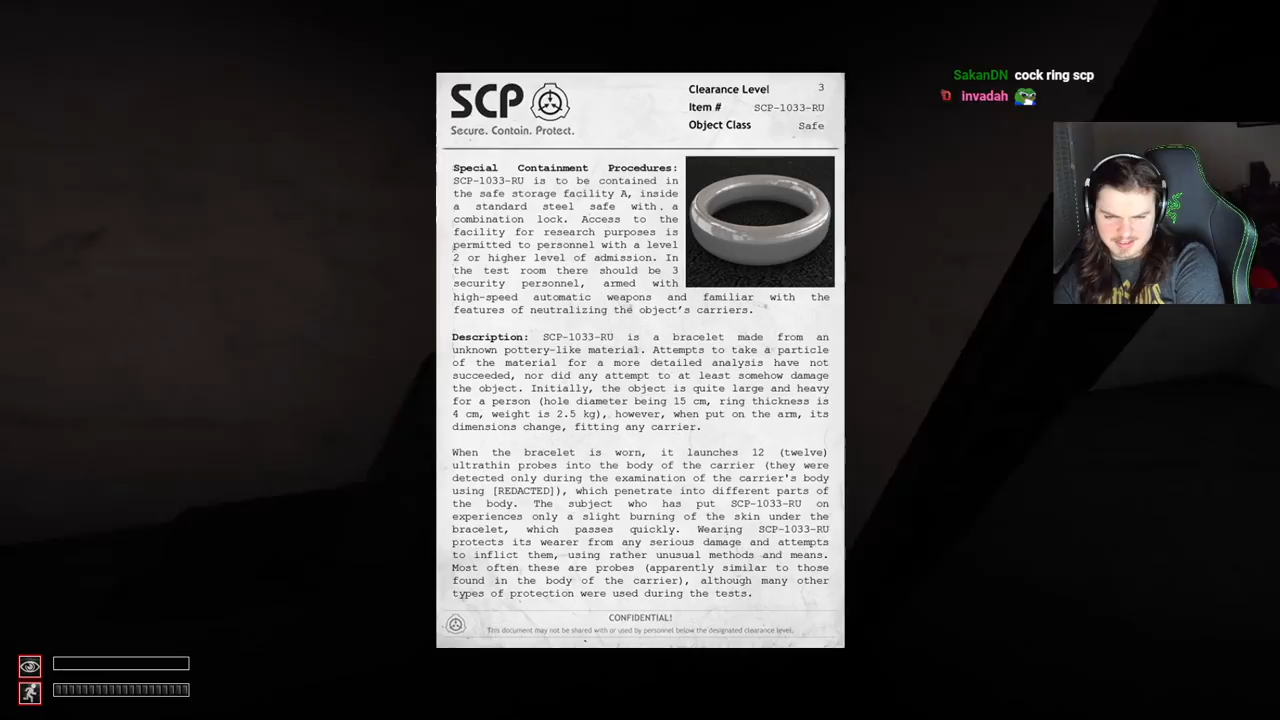 SCP
Secure. Contain. Protect.
Clearance Level 3
Item # SCP-1033-RU
Object Class Safe
SakanDN cock ring scp
invadah
Special Containment Procedures:
SCP-1033-RU is to be contained in
the safe storage facility A, inside
a standard steel safe with a
combination lock. Access to the
facility for research purposes is
permitted to personnel with a level
2 or higher level of admission. In
the test room there should be 3
security personnel, armed with
high-speed automatic weapons and familiar with the
features of neutralizing the object's carriers.
Description: SCP-1033-RU is a bracelet made from an
unknown pottery-like material. Attempts to take a particle
of the material for a more detailed analysis have not
succeeded, nor did any attempt to at least somehow damage
the object. Initially, the object is quite large and heavy
for a person (hole diameter being 15 cm, ring thickness is
4 cm, weight is 2.5 kg), however, when put on the arm, its
dimensions change, fitting any carrier.
When the bracelet is worn, it launches 12 (twelve)
ultrathin probes into the body of the carrier (they were
detected only during the examination of the carrier's body
using [REDACTED]), which penetrate into different parts of
the body. The subject who has put SCP-1033-RU on
experiences only a slight burning of the skin under the
bracelet, which passes quickly. Wearing SCP-1033-RU
protects its wearer from any serious damage and attempts
to inflict them, using rather unusual methods and means.
Most often these are probes (apparently similar to those
found in the body of the carrier), although many other
types of protection were used during the tests.
CONFIDENTIAL!
This document may not be shared with or used by personnel below the designated clearance level.